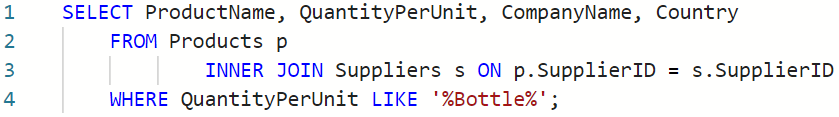 1 SELECT ProductName, QuantityPerUnit, CompanyName, Country
2 FROM Products p
3 INNER JOIN Suppliers s ON p.SupplierID = s.SupplierID
4 WHERE QuantityPerUnit LIKE '%Bottle%';